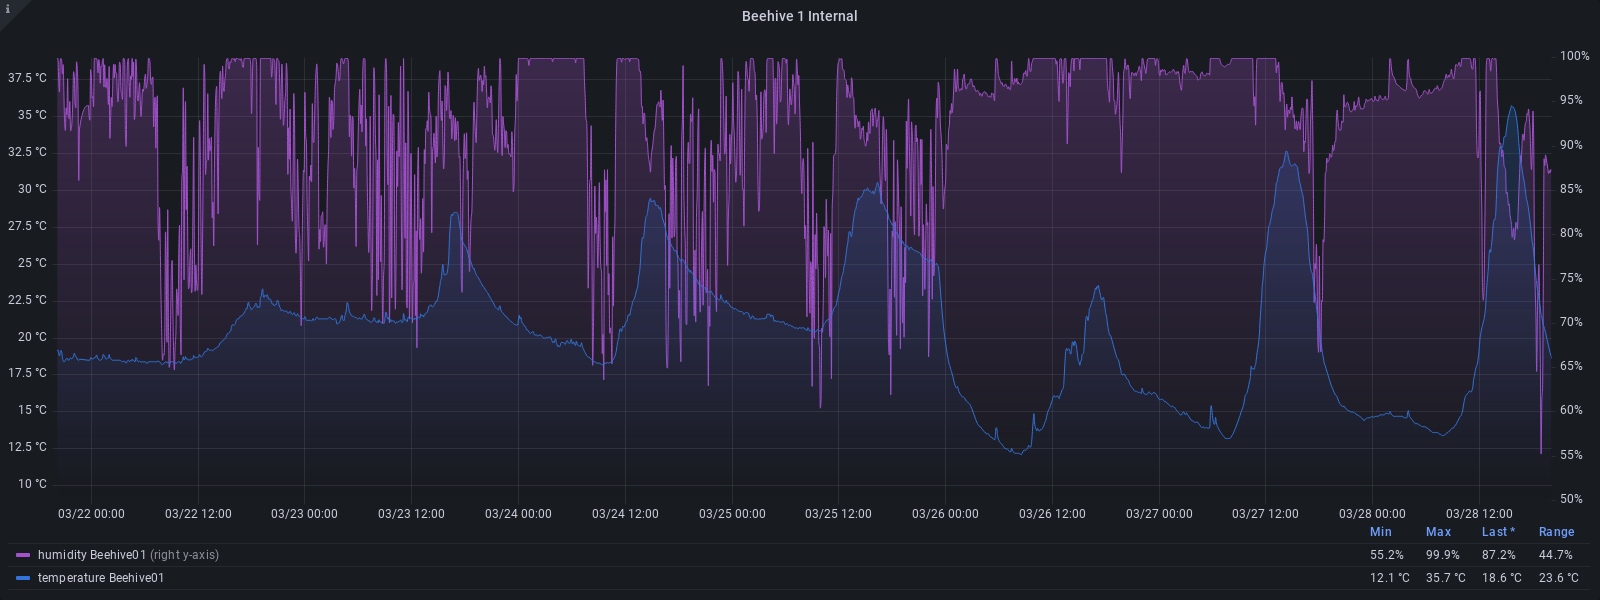 i
Beehive 1 Internal
37.5 °C
35 °C
32.5 °C
30 °C
27.5 °C
25 °C
22.5 °C
20 °C
17.5 °C
15 °C
12.5 °C
10 °C
100%
95%
90%
85%
80%
75%
70%
65%
60%
55%
50%
03/22 00:00 03/22 12:00 03/23 00:00 03/23 12:00 03/24 00:00 03/24 12:00 03/25 00:00 03/25 12:00 03/26 00:00 03/26 12:00 03/27 00:00 03/27 12:00 03/28 00:00 03/28 12:00
Min Max Last * Range
humidity Beehive01 (right y-axis) 55.2% 99.9% 87.2% 44.7%
temperature Beehive01 12.1 °C 35.7 °C 18.6 °C 23.6 °C